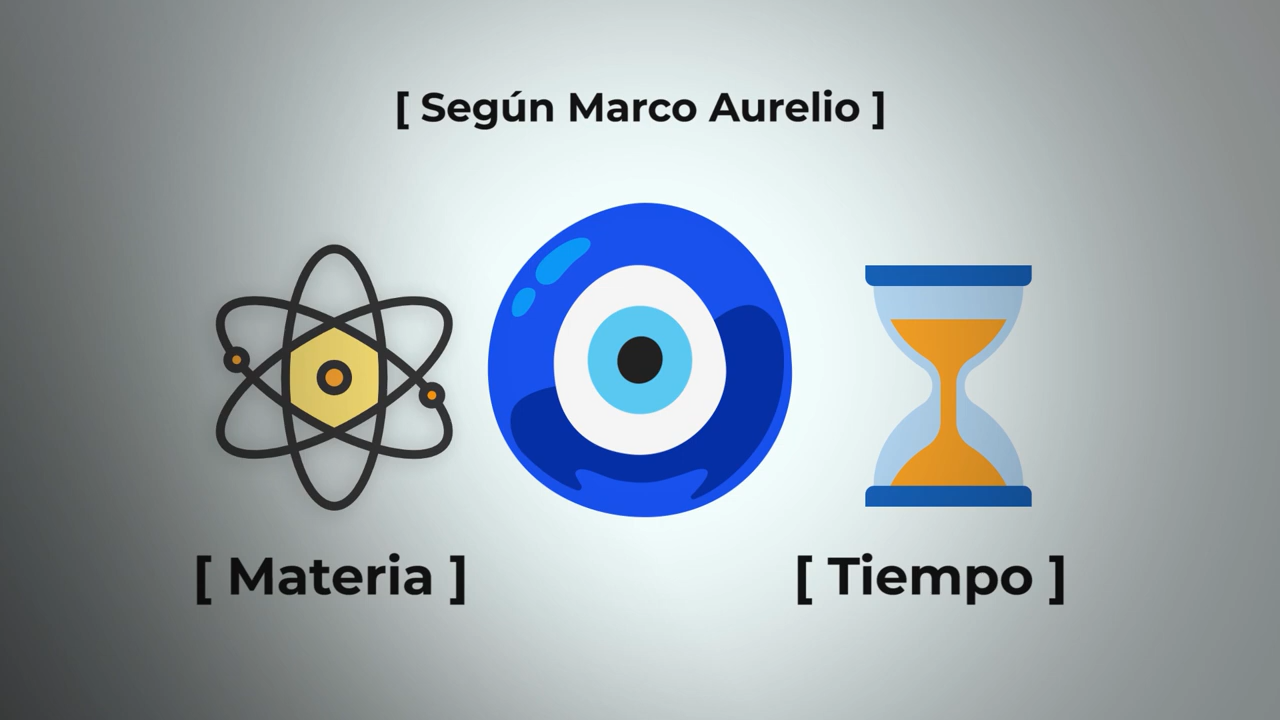 [ Según Marco Aurelio ]
[ Materia ]
[ Tiempo ]